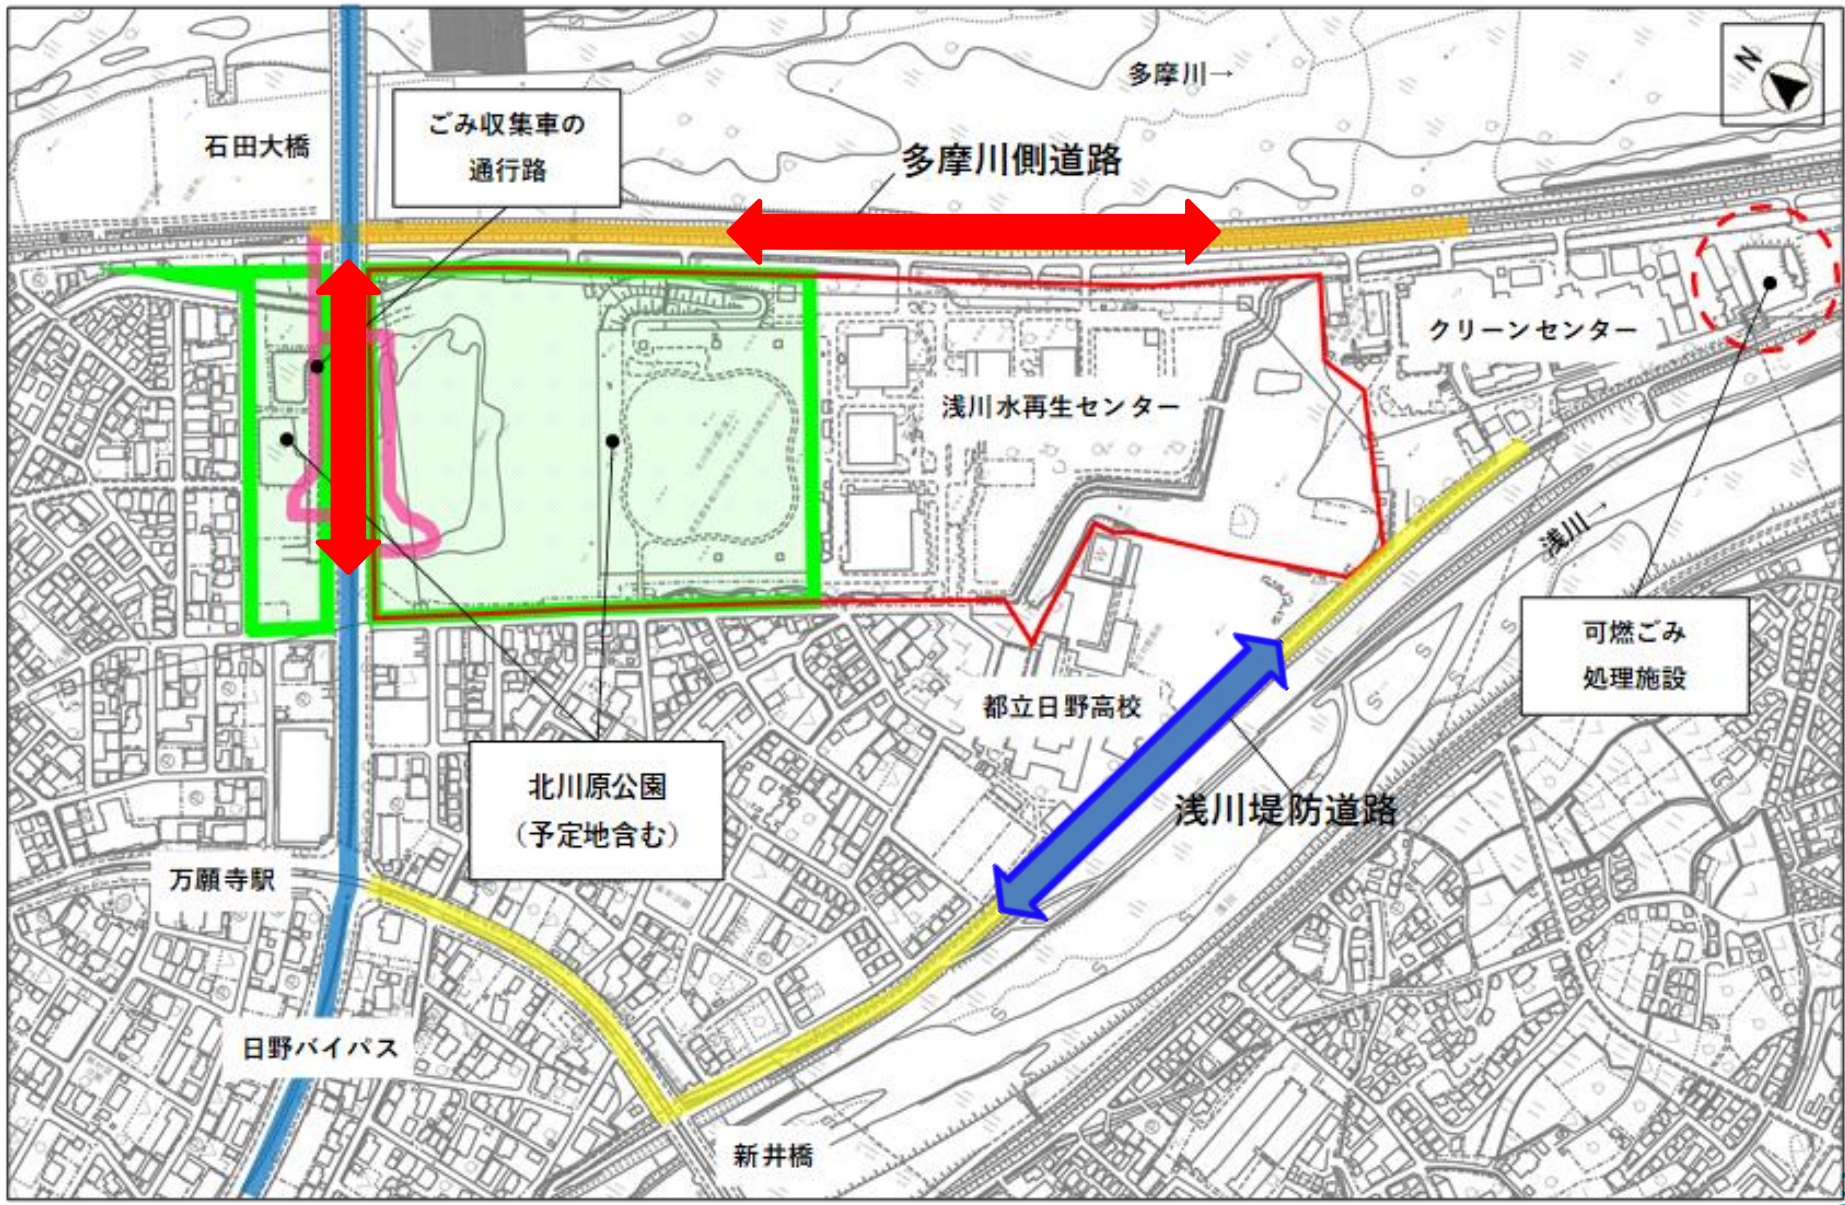 多摩川→
N
ごみ収集車の
通行路
石田大橋
多摩川側道路
クリーンセンター
浅川水再生センター
浅川→
可燃ごみ
処理施設
都立日野高校
北川原公園
（予定地含む）
浅川堤防道路
万願寺駅
日野バイパス
新井橋